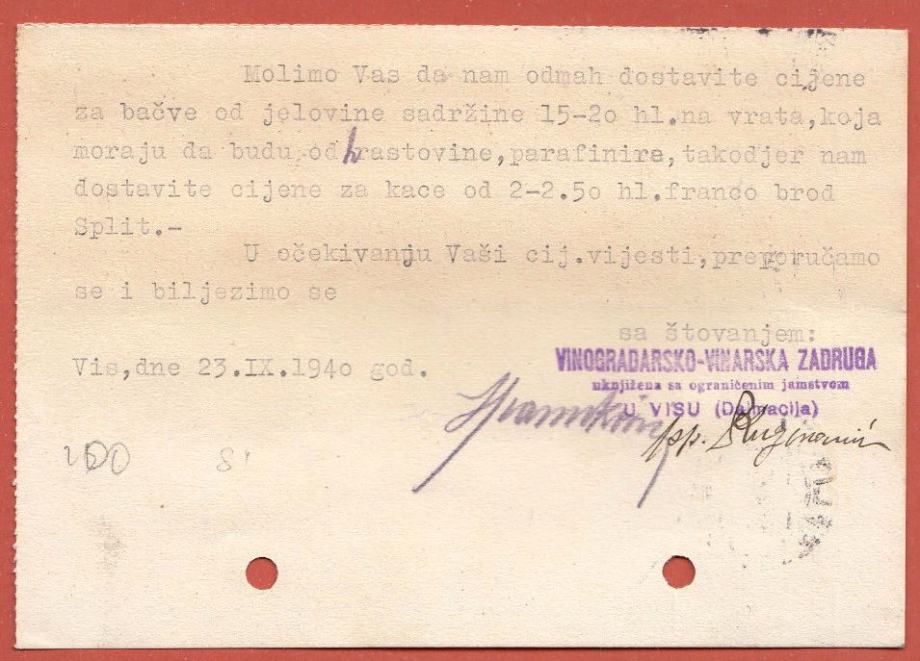 Molimo Vas da nam odmah dostavite cijene
za bačve od jelovine sadržine 15-2o hl.na vrata,koja
moraju da budu od hrastovine,parafinire,takodjer nam
dostavite cijene za kace od 2-2.5o hl.franco brod
Split.-
U očekivanju Vaši cij.vijesti,preporučamo
se i biljezimo se
sa štovanjem:
VINOGRADARSKO-VINARSKA ZADRUGA
uknjižena sa ograničenim jamstvom
U VISU (Dalmacija)
Vis,dne 23.IX.194o god.
pp.